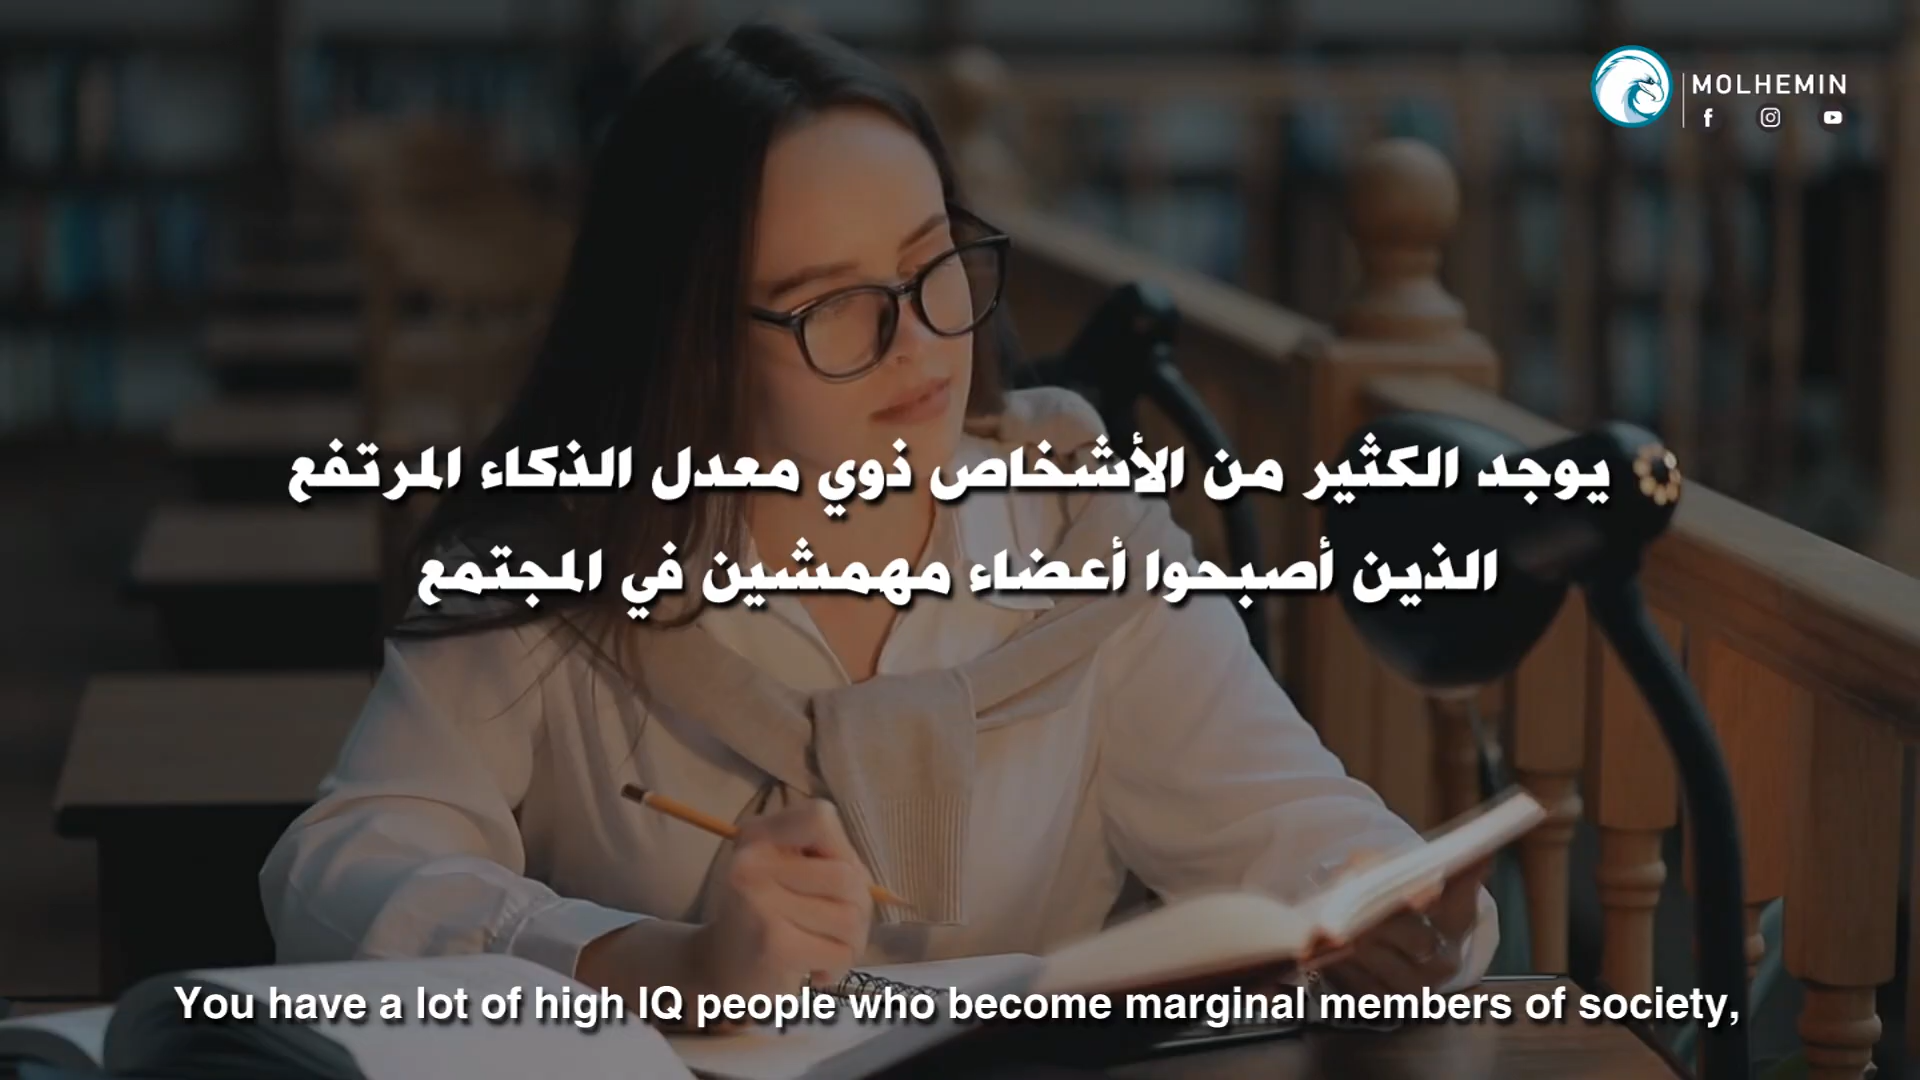 MOLHEMIN
يوجد الكثير من الأشخاص ذوي معدل الذكاء المرتفع
الذين أصبحوا أعضاء مهمشين في المجتمع
You have a lot of high IQ people who become marginal members of society,